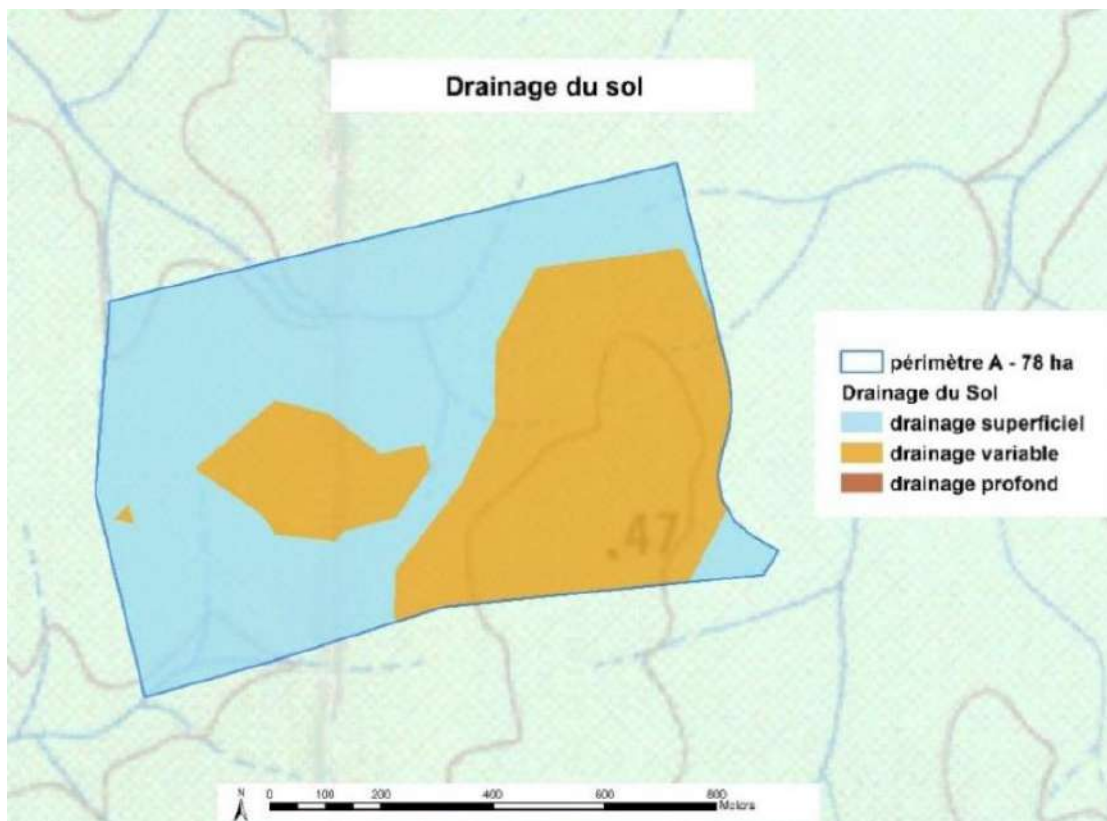 Drainage du sol
périmètre A - 78 ha
Drainage du Sol
drainage superficiel
drainage variable
drainage profond
.47
N
0 100 200 400 600 800
Meters